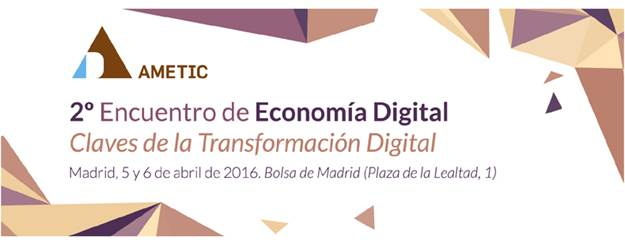 AMETIC
2º Encuentro de Economía Digital
Claves de la Transformación Digital
Madrid, 5 y 6 de abril de 2016. Bolsa de Madrid (Plaza de la Lealtad, 1)